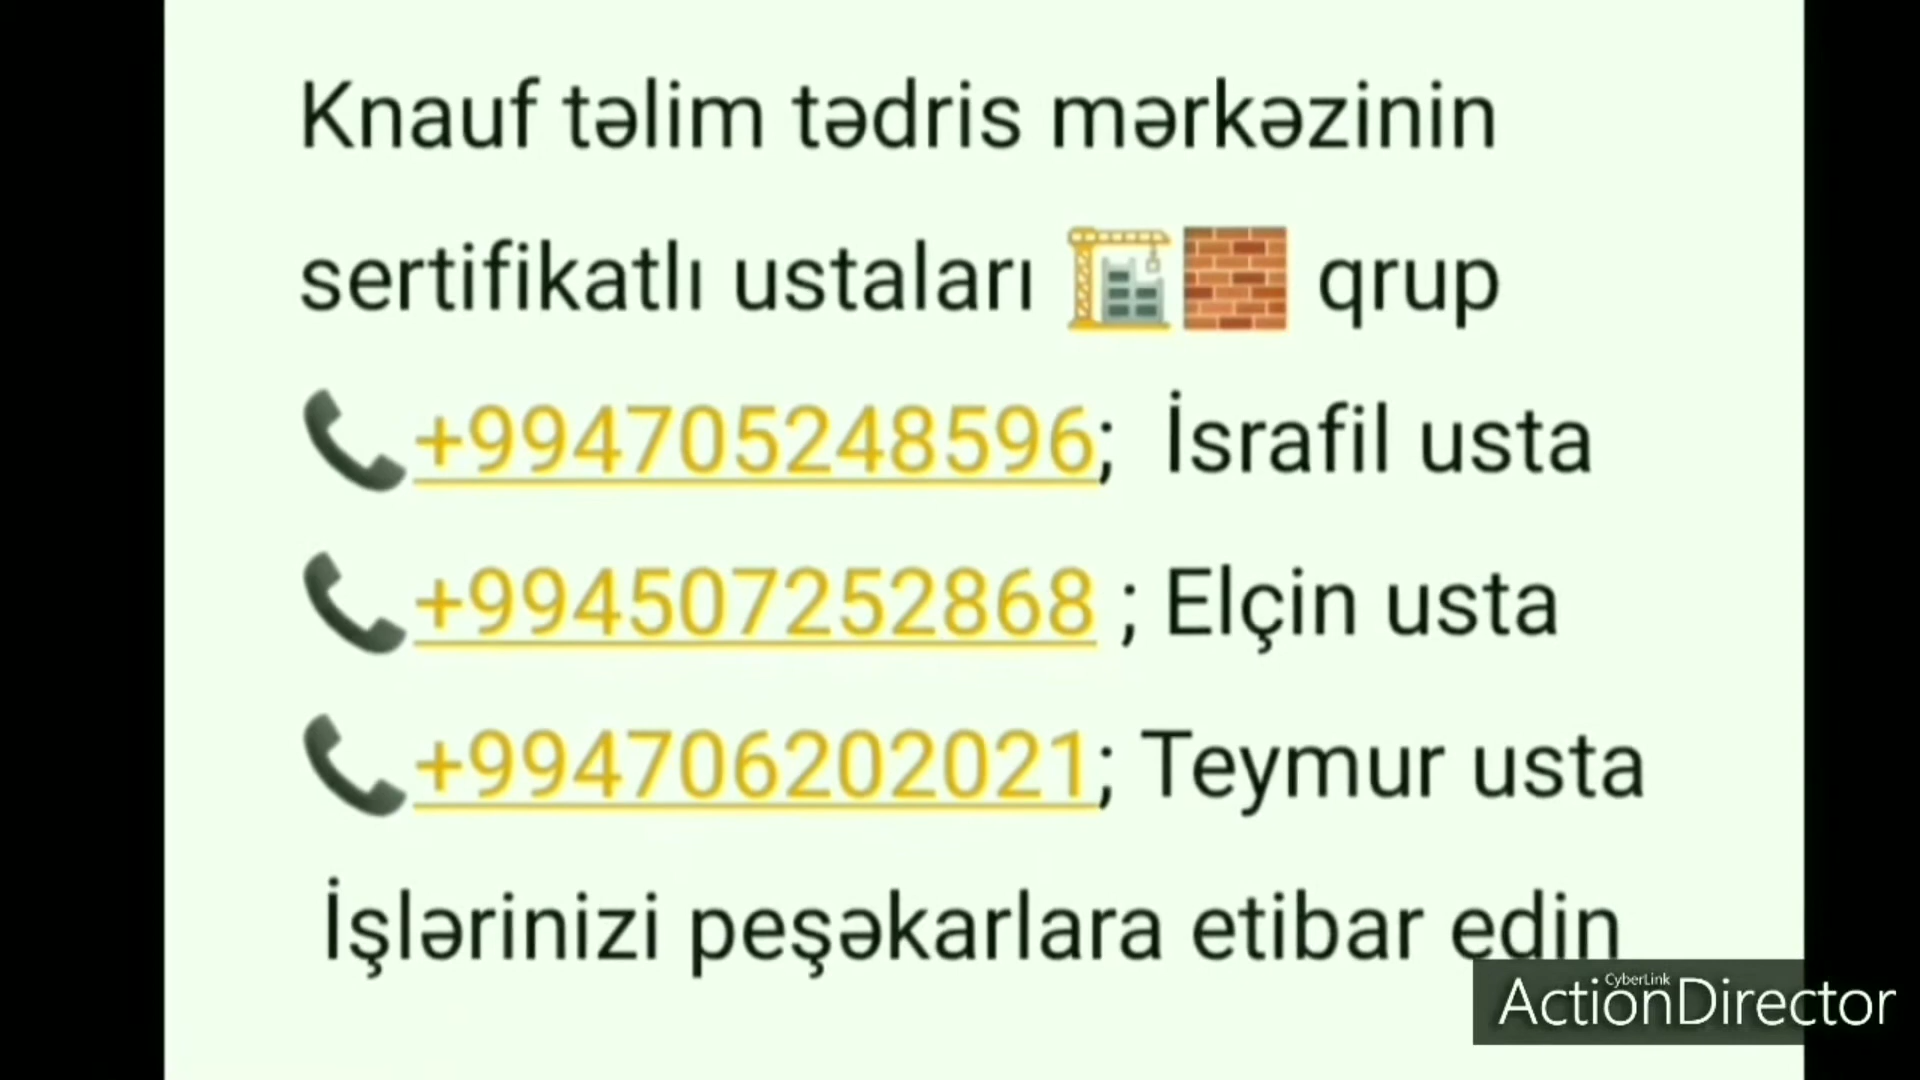 Knauf təlim tədris mərkəzinin
sertifikatlı ustaları 🏗️🧱 qrup
📞+994705248596; İsrafil usta
📞+994507252868 ; Elçin usta
📞+994706202021; Teymur usta
İşlərinizi peşəkarlara etibar edin
CyberLink
ActionDirector